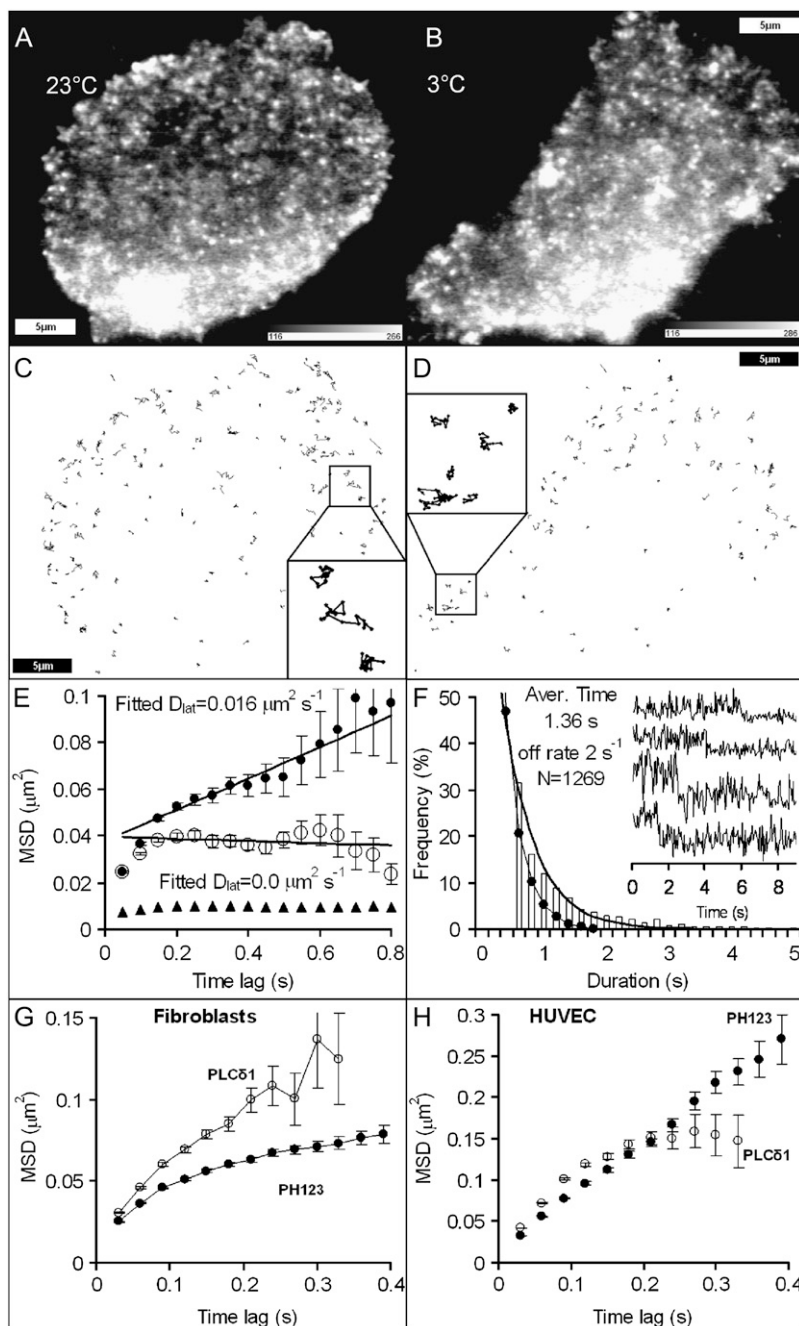 A
23°C
5µm
116 266
B
5µm
3°C
116 266
C
5µm
D
5µm
E
Fitted Dlat=0.016 µm² s⁻¹
Fitted Dlat=0.0 µm² s⁻¹
MSD (µm²)
0.1
0.08
0.06
0.04
0.02
0
0 0.2 0.4 0.6 0.8
Time lag (s)
F
Aver. Time
1.36 s
off rate 2 s⁻¹
N=1269
Frequency (%)
50
40
30
20
10
0
0 1 2 3 4 5
Duration (s)
0 2 4 6 8
Time (s)
G
Fibroblasts
PLCδ1
PH123
MSD (µm²)
0.15
0.1
0.05
0
0 0.1 0.2 0.3 0.4
Time lag (s)
H
HUVEC
PH123
PLCδ1
MSD (µm²)
0.3
0.25
0.2
0.15
0.1
0.05
0
0 0.1 0.2 0.3 0.4
Time lag (s)